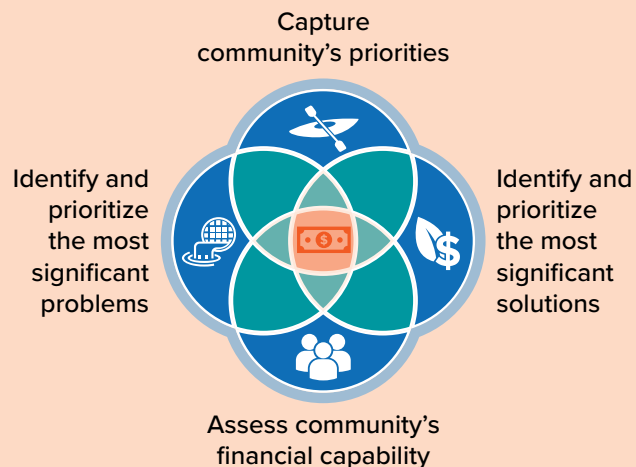 Capture
community's priorities
Identify and
prioritize
the most
significant
problems
$
$
Identify and
prioritize
the most
significant
solutions
Assess community's
financial capability